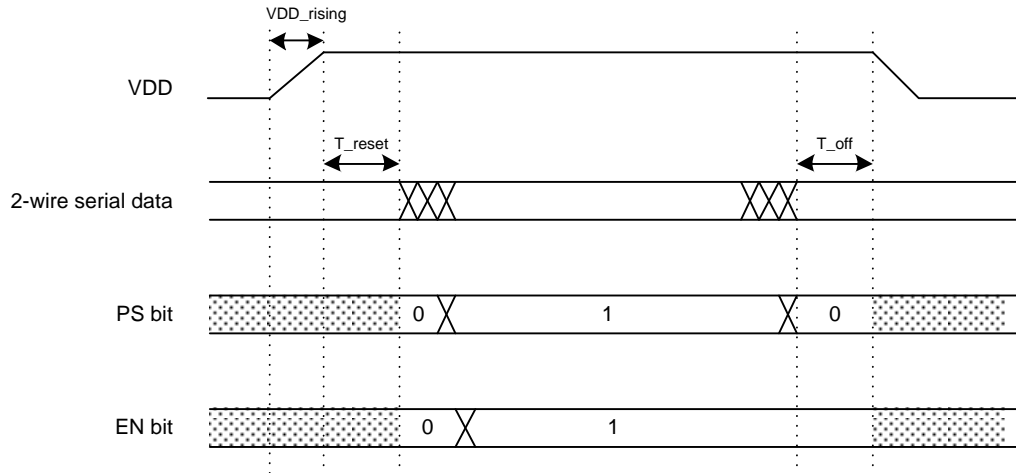 VDD_rising
VDD
T_reset
T_off
2-wire serial data
PS bit
0
1
0
EN bit
0
1